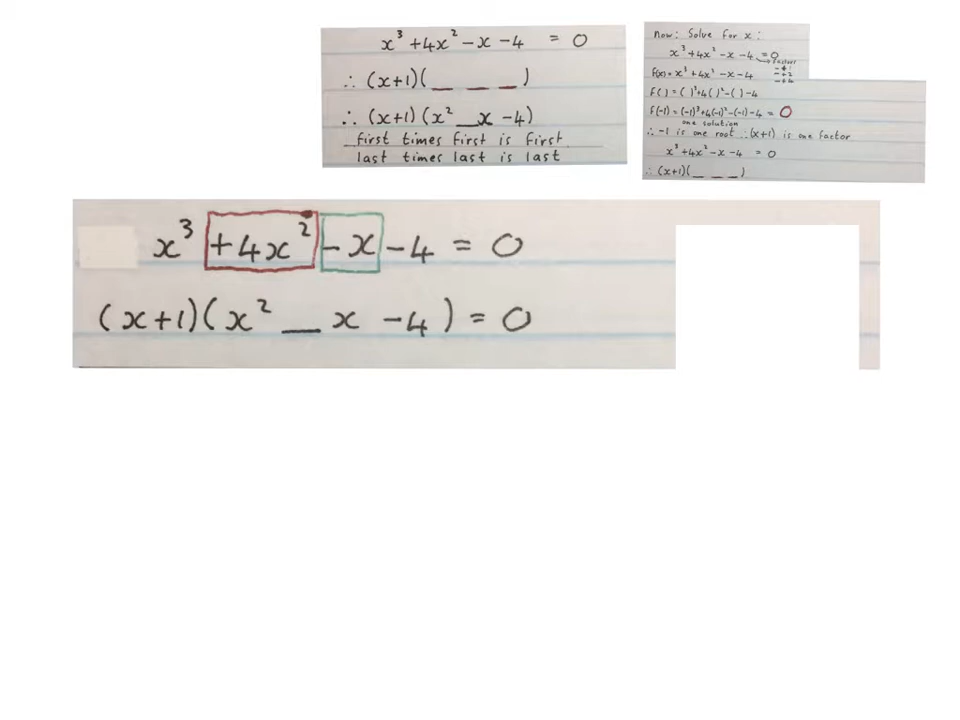 x³ + 4x² - x - 4 = 0
∴ (x+1)( _ _ _ )
∴ (x+1)(x² _ x - 4)
first times first is first
last times last is last
Now: Solve for x:
x³ + 4x² - x - 4 = 0
factors
F(x) = x³ + 4x² - x - 4
F( ) = ( )³ + 4( )² - ( ) - 4
F(-1) = (-1)³ + 4(-1)² - (-1) - 4 = 0
one solution
∴ -1 is one root ∴ (x+1) is one factor
x³ + 4x² - x - 4 = 0
∴ (x+1)( _ _ _ )
x³ + 4x² - x - 4 = 0
(x+1)(x² _ x - 4) = 0